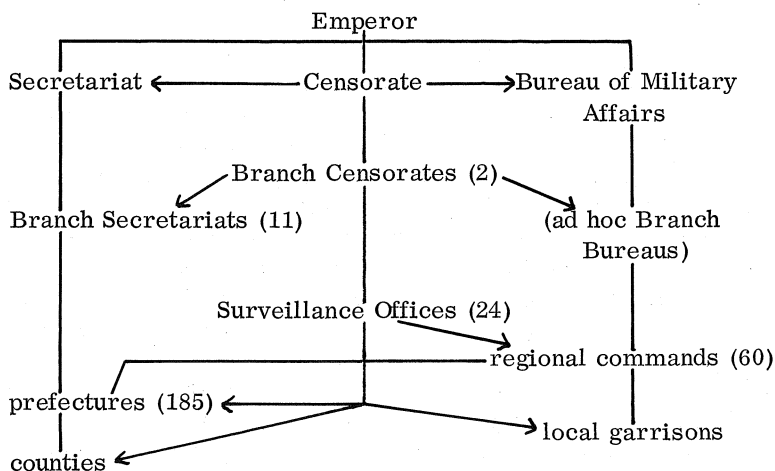 Emperor
Secretariat Censorate Bureau of Military
Affairs
Branch Censorates (2)
Branch Secretariats (11) (ad hoc Branch
Bureaus)
Surveillance Offices (24)
regional commands (60)
prefectures (185)
local garrisons
counties